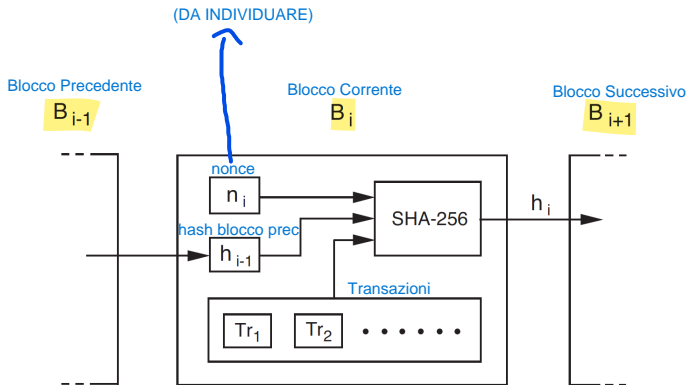 (DA INDIVIDUARE)
Blocco Precedente
B i-1
Blocco Corrente
B i
Blocco Successivo
B i+1
nonce
n i
hash blocco prec
h i-1
SHA-256
h i
Transazioni
Tr1 Tr2 • • • • • •